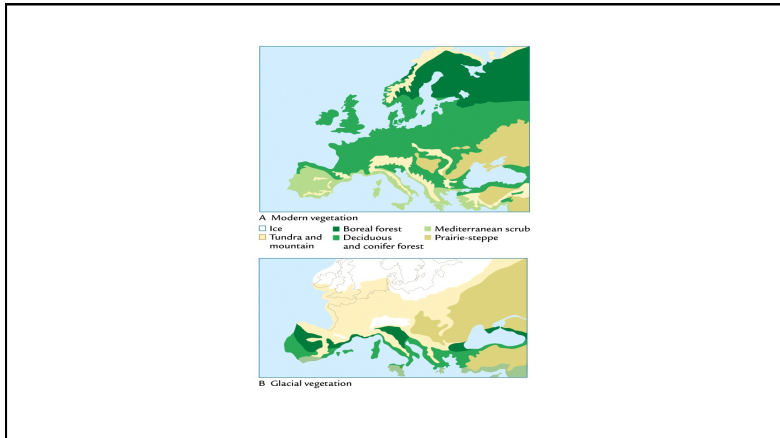 A Modern vegetation
Ice
Boreal forest
Mediterranean scrub
Tundra and
mountain
Deciduous
and conifer forest
Prairie-steppe
B Glacial vegetation